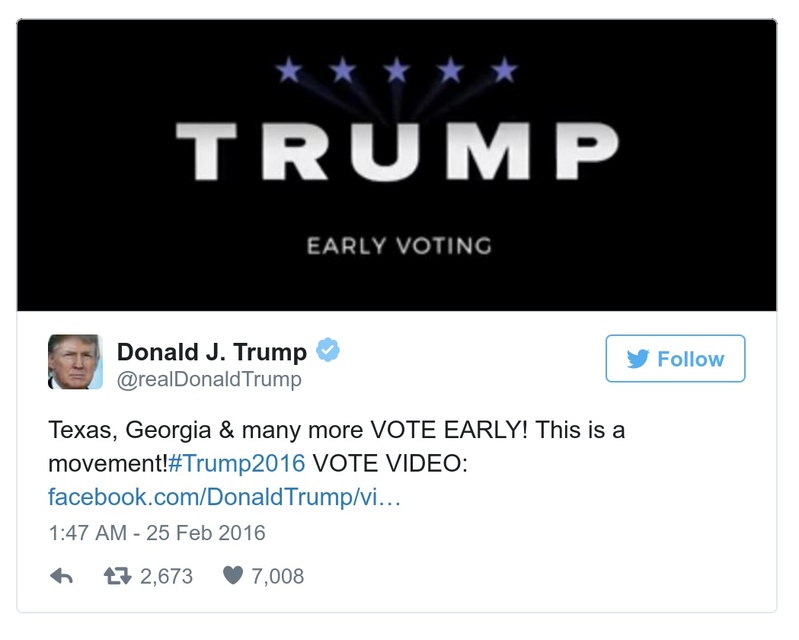 TRUMP
EARLY VOTING
Donald J. Trump
@realDonaldTrump
Follow
Texas, Georgia & many more VOTE EARLY! This is a
movement!#Trump2016 VOTE VIDEO:
facebook.com/DonaldTrump/vi…
1:47 AM - 25 Feb 2016
2,673 7,008